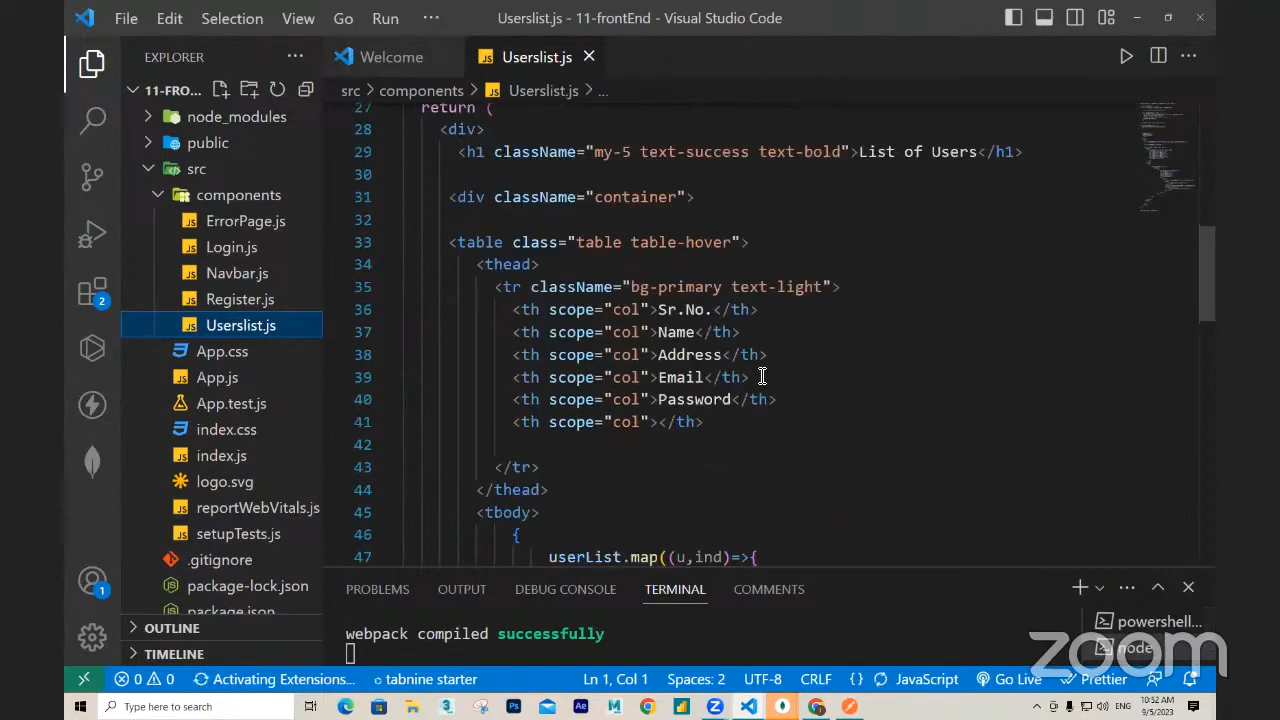 File Edit Selection View Go Run ··· Userslist.js - 11-frontEnd - Visual Studio Code
EXPLORER ···
Welcome Userslist.js
11-FRO...
src > components > Userslist.js > ...
node_modules
public
src
components
ErrorPage.js
Login.js
Navbar.js
Register.js
Userslist.js
App.css
App.js
App.test.js
index.css
index.js
logo.svg
reportWebVitals.js
setupTests.js
.gitignore
package-lock.json
package.json
OUTLINE
TIMELINE
2
1
27 return (
28 <div>
29 <h1 className="my-5 text-success text-bold">List of Users</h1>
30
31 <div className="container">
32
33 <table class="table table-hover">
34 <thead>
35 <tr className="bg-primary text-light">
36 <th scope="col">Sr.No.</th>
37 <th scope="col">Name</th>
38 <th scope="col">Address</th>
39 <th scope="col">Email</th>
40 <th scope="col">Password</th>
41 <th scope="col"></th>
42
43 </tr>
44 </thead>
45 <tbody>
46 {
47 userList.map((u,ind)=>{
PROBLEMS OUTPUT DEBUG CONSOLE TERMINAL COMMENTS
webpack compiled successfully
powershell...
node
zoom
0 0 Activating Extensions... tabnine starter Ln 1, Col 1 Spaces: 2 UTF-8 CRLF {} JavaScript Go Live Prettier
Type here to search
ENG
10:52 AM
9/5/2023